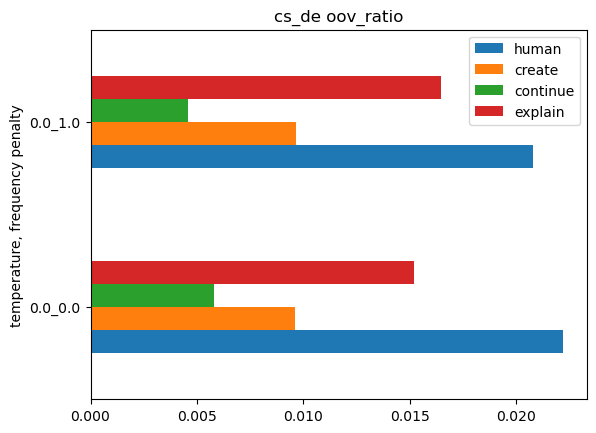 cs_de oov_ratio
human
create
continue
explain
temperature, frequency penalty
0.0_1.0
0.0_0.0
0.000 0.005 0.010 0.015 0.020